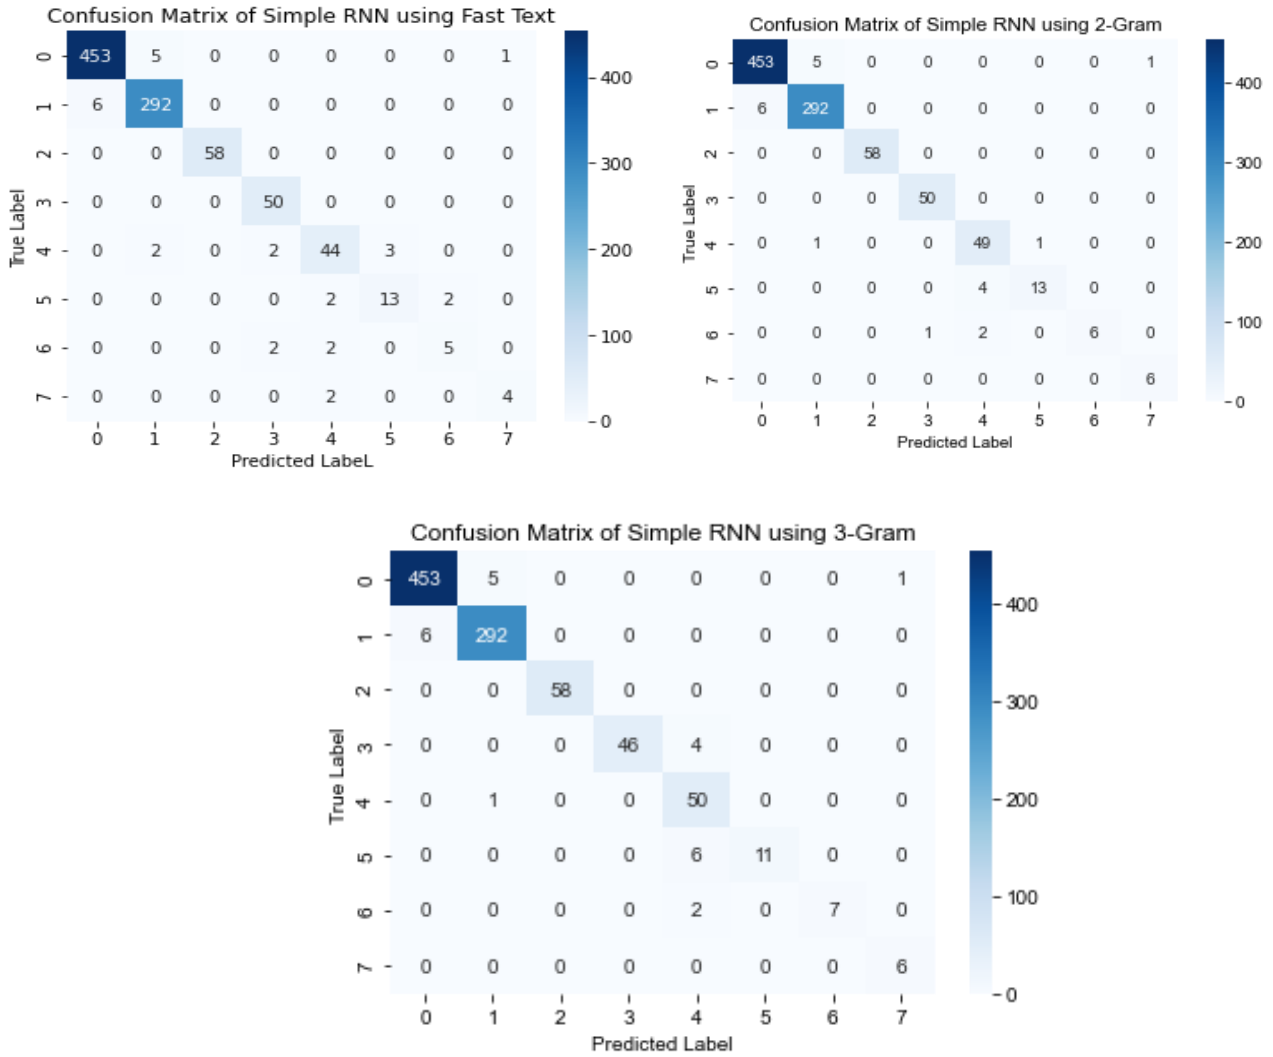 Confusion Matrix of Simple RNN using Fast Text
0 453 5 0 0 0 0 0 1
1 6 292 0 0 0 0 0 0
2 0 0 58 0 0 0 0 0
3 0 0 0 50 0 0 0 0
4 0 2 0 2 44 3 0 0
5 0 0 0 0 2 13 2 0
6 0 0 0 2 2 0 5 0
7 0 0 0 0 2 0 0 4
0 1 2 3 4 5 6 7
Predicted LabeL
True Label
400
300
200
100
0
Confusion Matrix of Simple RNN using 2-Gram
0 453 5 0 0 0 0 0 1
1 6 292 0 0 0 0 0 0
2 0 0 58 0 0 0 0 0
3 0 0 0 50 0 0 0 0
4 0 1 0 0 49 1 0 0
5 0 0 0 0 4 13 0 0
6 0 0 0 1 2 0 6 0
7 0 0 0 0 0 0 0 6
0 1 2 3 4 5 6 7
Predicted Label
True Label
400
300
200
100
0
Confusion Matrix of Simple RNN using 3-Gram
0 453 5 0 0 0 0 0 1
1 6 292 0 0 0 0 0 0
2 0 0 58 0 0 0 0 0
3 0 0 0 46 4 0 0 0
4 0 1 0 0 50 0 0 0
5 0 0 0 0 6 11 0 0
6 0 0 0 0 2 0 7 0
7 0 0 0 0 0 0 0 6
0 1 2 3 4 5 6 7
Predicted Label
True Label
400
300
200
100
0